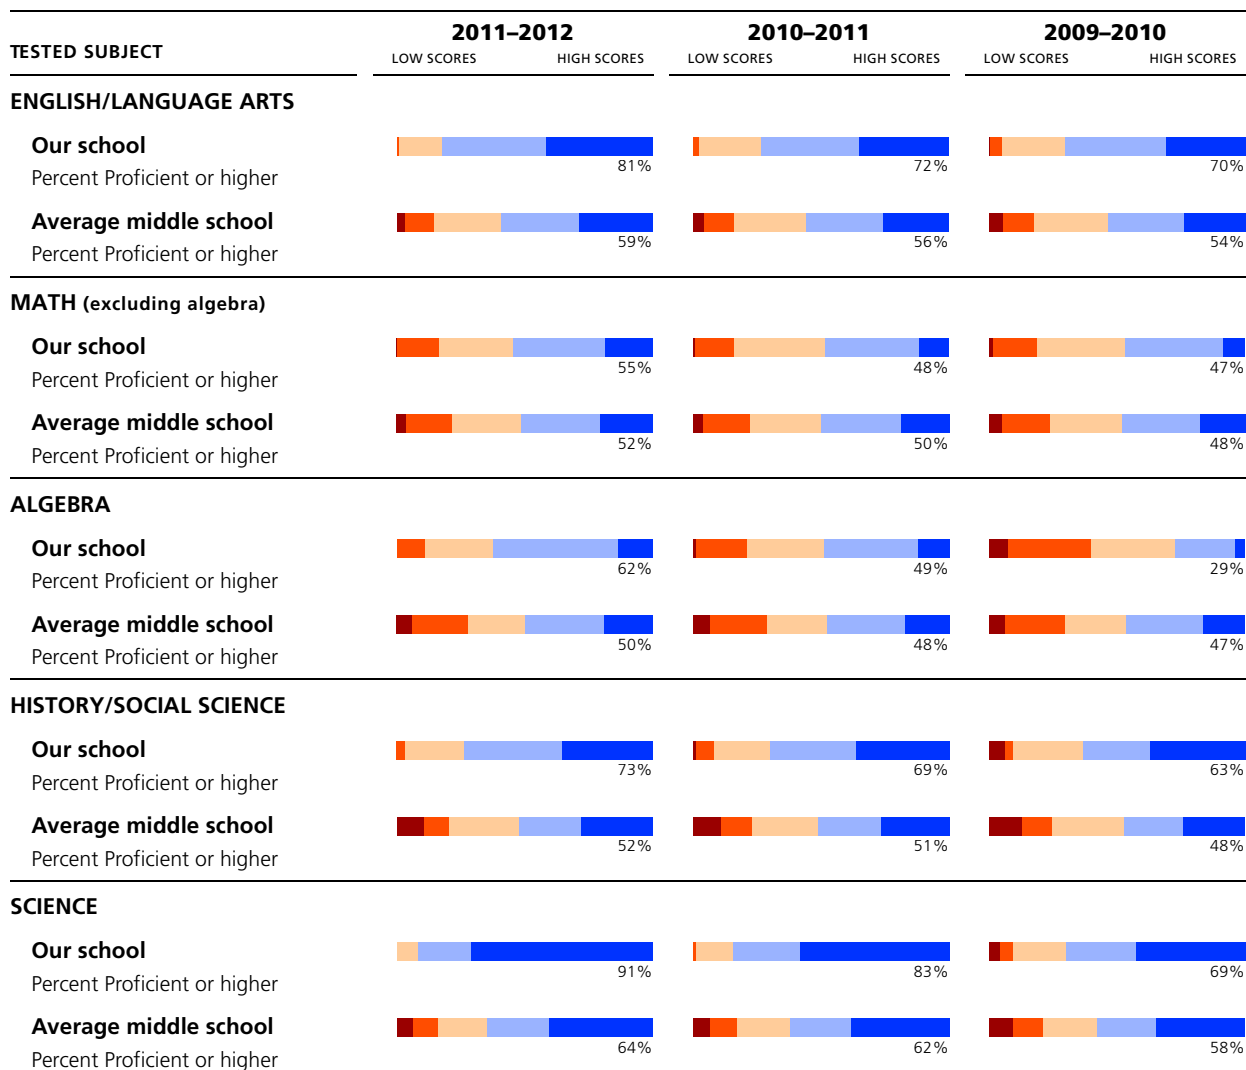 2011–2012 2010–2011 2009–2010
TESTED SUBJECT LOW SCORES HIGH SCORES LOW SCORES HIGH SCORES LOW SCORES HIGH SCORES
ENGLISH/LANGUAGE ARTS
Our school
Percent Proficient or higher 81% 72% 70%
Average middle school
Percent Proficient or higher 59% 56% 54%
MATH (excluding algebra)
Our school
Percent Proficient or higher 55% 48% 47%
Average middle school
Percent Proficient or higher 52% 50% 48%
ALGEBRA
Our school
Percent Proficient or higher 62% 49% 29%
Average middle school
Percent Proficient or higher 50% 48% 47%
HISTORY/SOCIAL SCIENCE
Our school
Percent Proficient or higher 73% 69% 63%
Average middle school
Percent Proficient or higher 52% 51% 48%
SCIENCE
Our school
Percent Proficient or higher 91% 83% 69%
Average middle school
Percent Proficient or higher 64% 62% 58%